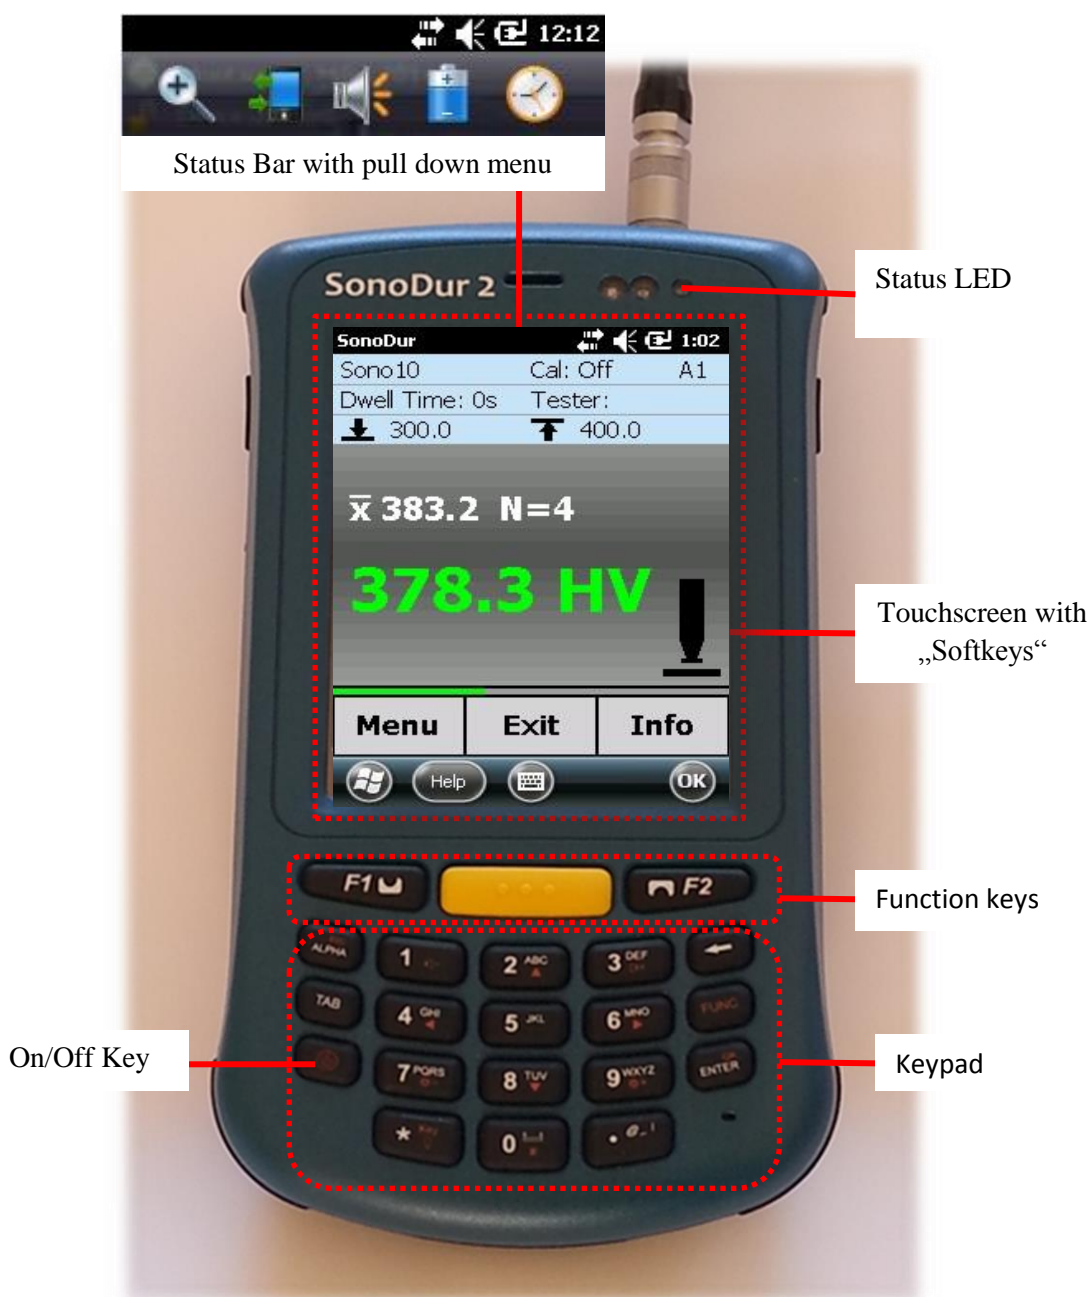 12:12
Status Bar with pull down menu
SonoDur 2
Status LED
SonoDur 1:02
Sono10 Cal: Off A1
Dwell Time: 0s Tester:
300.0 400.0
x̅ 383.2 N=4
378.3 HV
Touchscreen with
„Softkeys“
Menu Exit Info
Help OK
F1 F2
Function keys
ALPHA 1 2 ABC 3 DEF
TAB 4 GHI 5 JKL 6 MNO FUNC
On/Off Key
7 PQRS 8 TUV 9 WXYZ ENTER
Keypad
* Key 0 . @_!